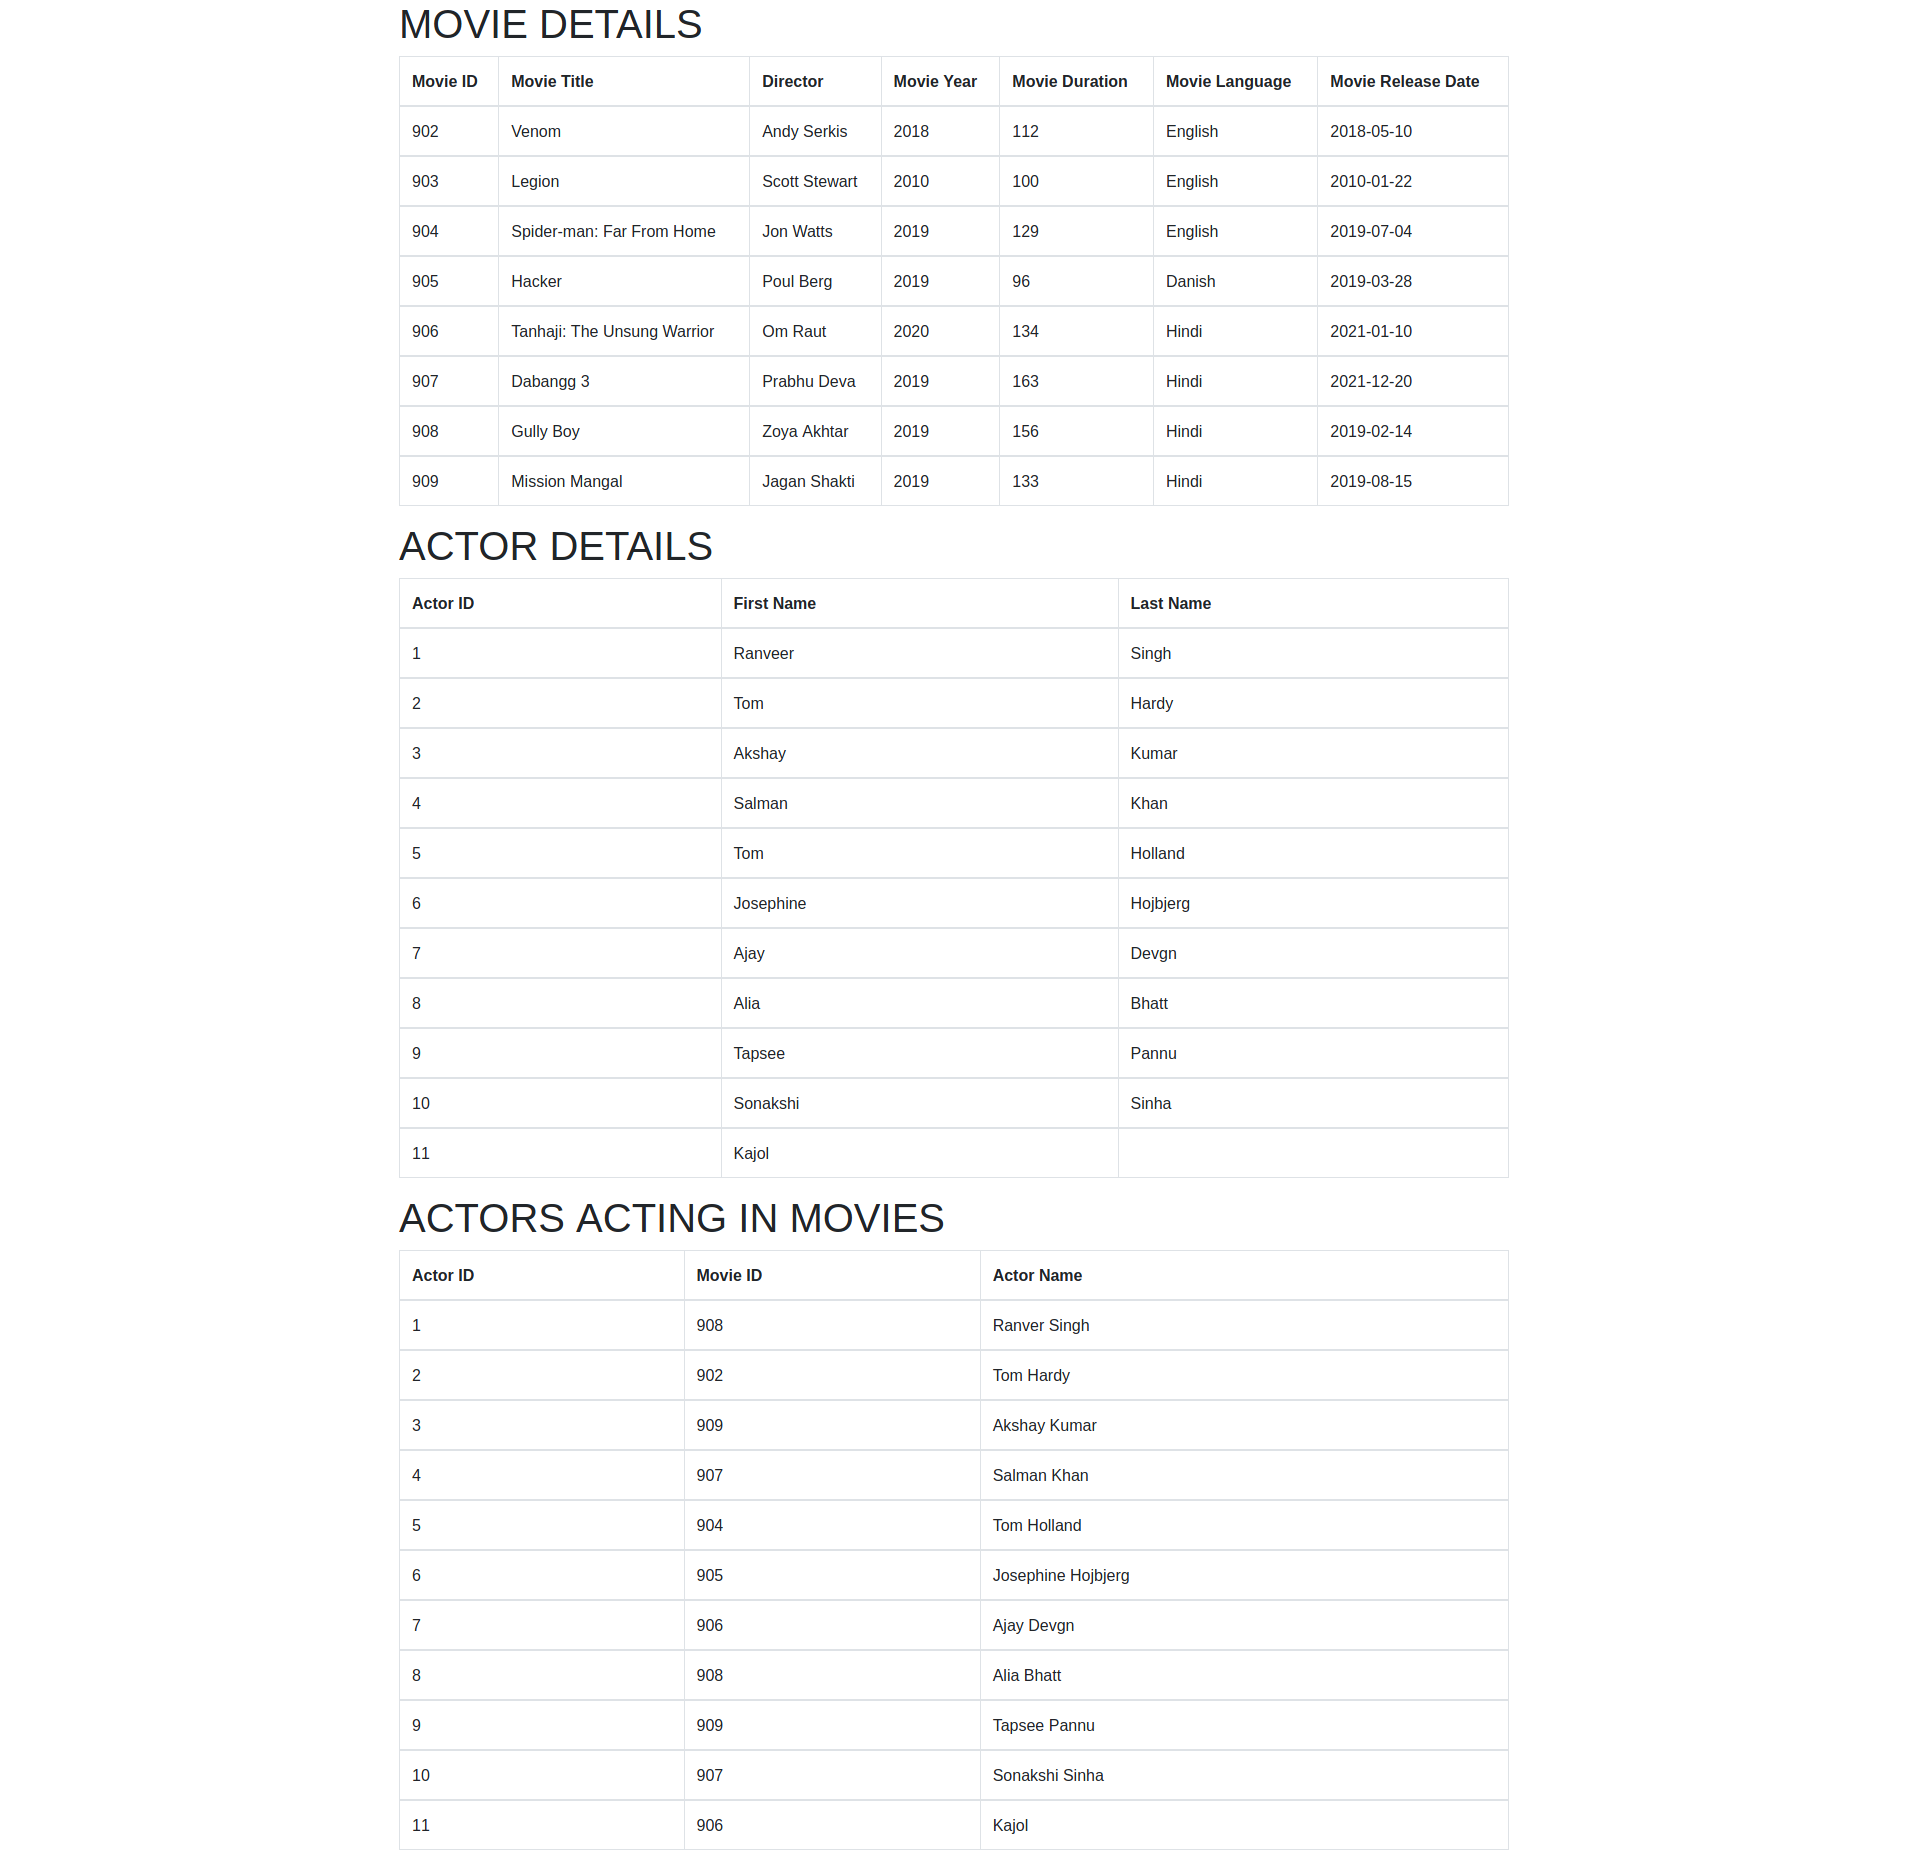 MOVIE DETAILS
Movie ID Movie Title Director Movie Year Movie Duration Movie Language Movie Release Date
902 Venom Andy Serkis 2018 112 English 2018-05-10
903 Legion Scott Stewart 2010 100 English 2010-01-22
904 Spider-man: Far From Home Jon Watts 2019 129 English 2019-07-04
905 Hacker Poul Berg 2019 96 Danish 2019-03-28
906 Tanhaji: The Unsung Warrior Om Raut 2020 134 Hindi 2021-01-10
907 Dabangg 3 Prabhu Deva 2019 163 Hindi 2021-12-20
908 Gully Boy Zoya Akhtar 2019 156 Hindi 2019-02-14
909 Mission Mangal Jagan Shakti 2019 133 Hindi 2019-08-15
ACTOR DETAILS
Actor ID First Name Last Name
1 Ranveer Singh
2 Tom Hardy
3 Akshay Kumar
4 Salman Khan
5 Tom Holland
6 Josephine Hojbjerg
7 Ajay Devgn
8 Alia Bhatt
9 Tapsee Pannu
10 Sonakshi Sinha
11 Kajol
ACTORS ACTING IN MOVIES
Actor ID Movie ID Actor Name
1 908 Ranver Singh
2 902 Tom Hardy
3 909 Akshay Kumar
4 907 Salman Khan
5 904 Tom Holland
6 905 Josephine Hojbjerg
7 906 Ajay Devgn
8 908 Alia Bhatt
9 909 Tapsee Pannu
10 907 Sonakshi Sinha
11 906 Kajol